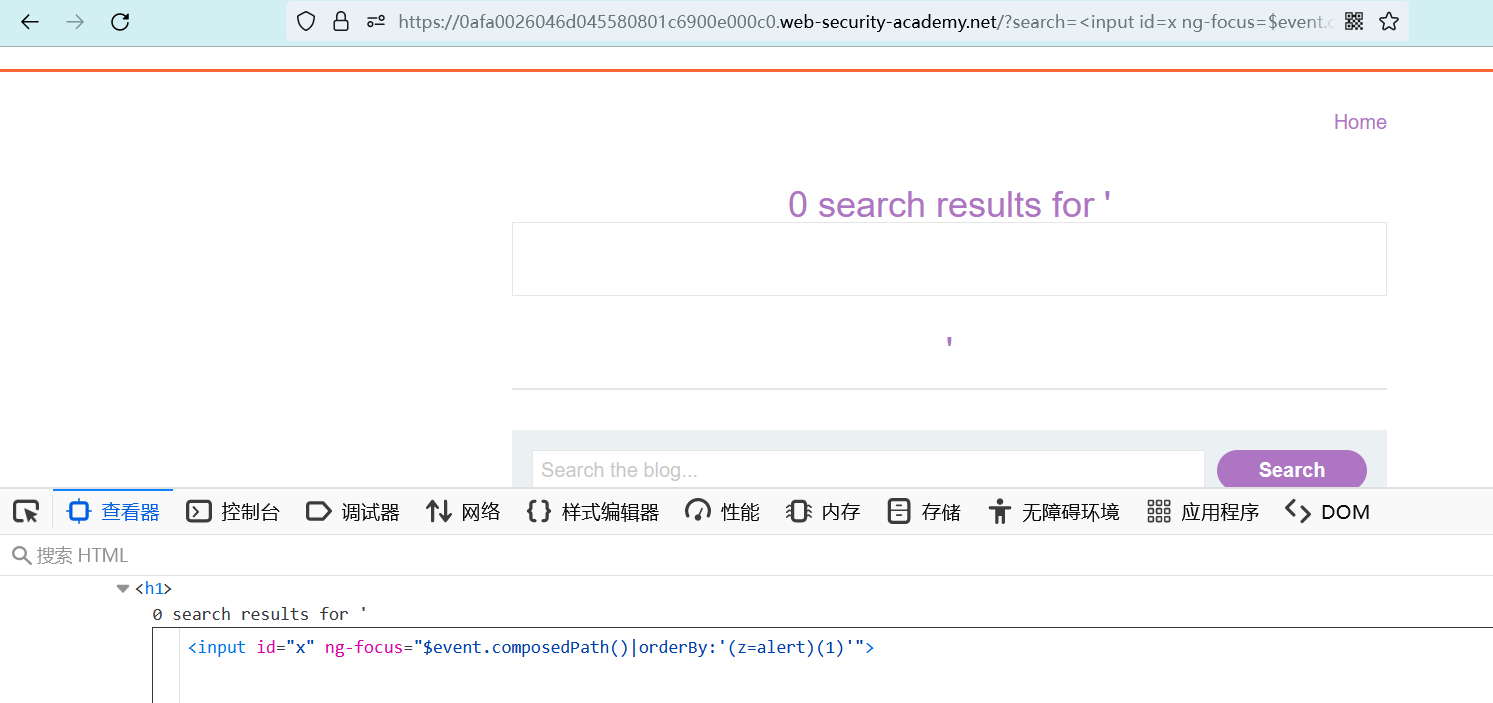 https://0afa0026046d045580801c6900e000c0.web-security-academy.net/?search=<input id=x ng-focus=$event.c
Home
0 search results for '
'
Search the blog...
Search
查看器
控制台
调试器
网络
样式编辑器
性能
内存
存储
无障碍环境
应用程序
DOM
搜索 HTML
<h1>
0 search results for '
<input id="x" ng-focus="$event.composedPath()|orderBy:'(z=alert)(1)'">